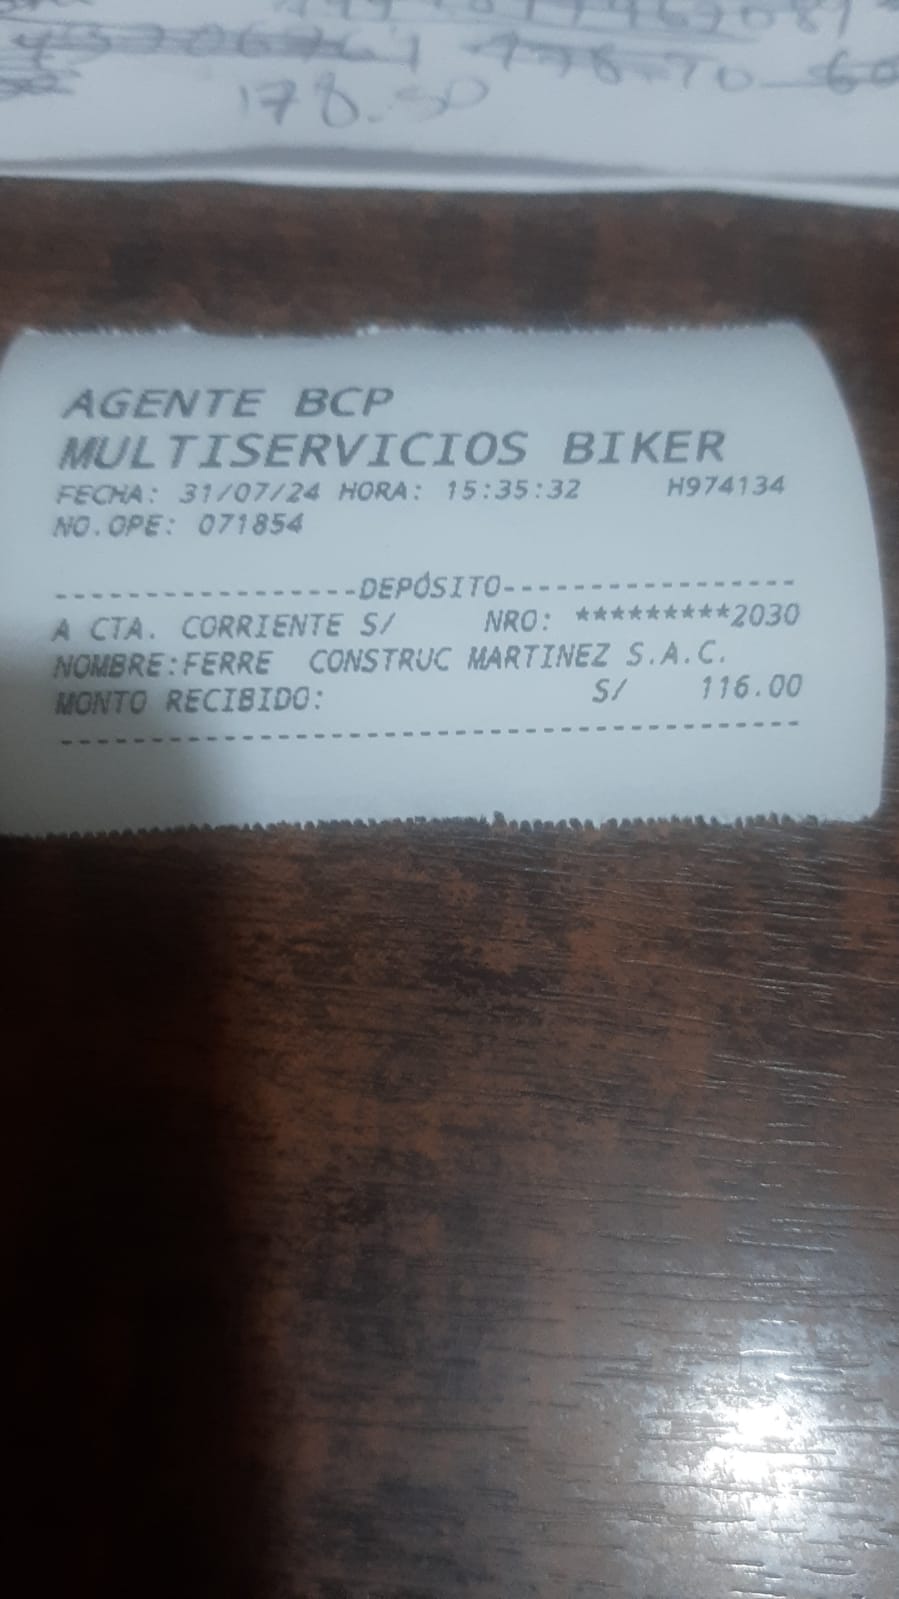 178.50
AGENTE BCP
MULTISERVICIOS BIKER
FECHA: 31/07/24 HORA: 15:35:32 H974134
NO.OPE: 071854
-----------------DEPÓSITO-----------------
A CTA. CORRIENTE S/ NRO: *********2030
NOMBRE:FERRE CONSTRUC MARTINEZ S.A.C.
MONTO RECIBIDO: S/ 116.00
------------------------------------------